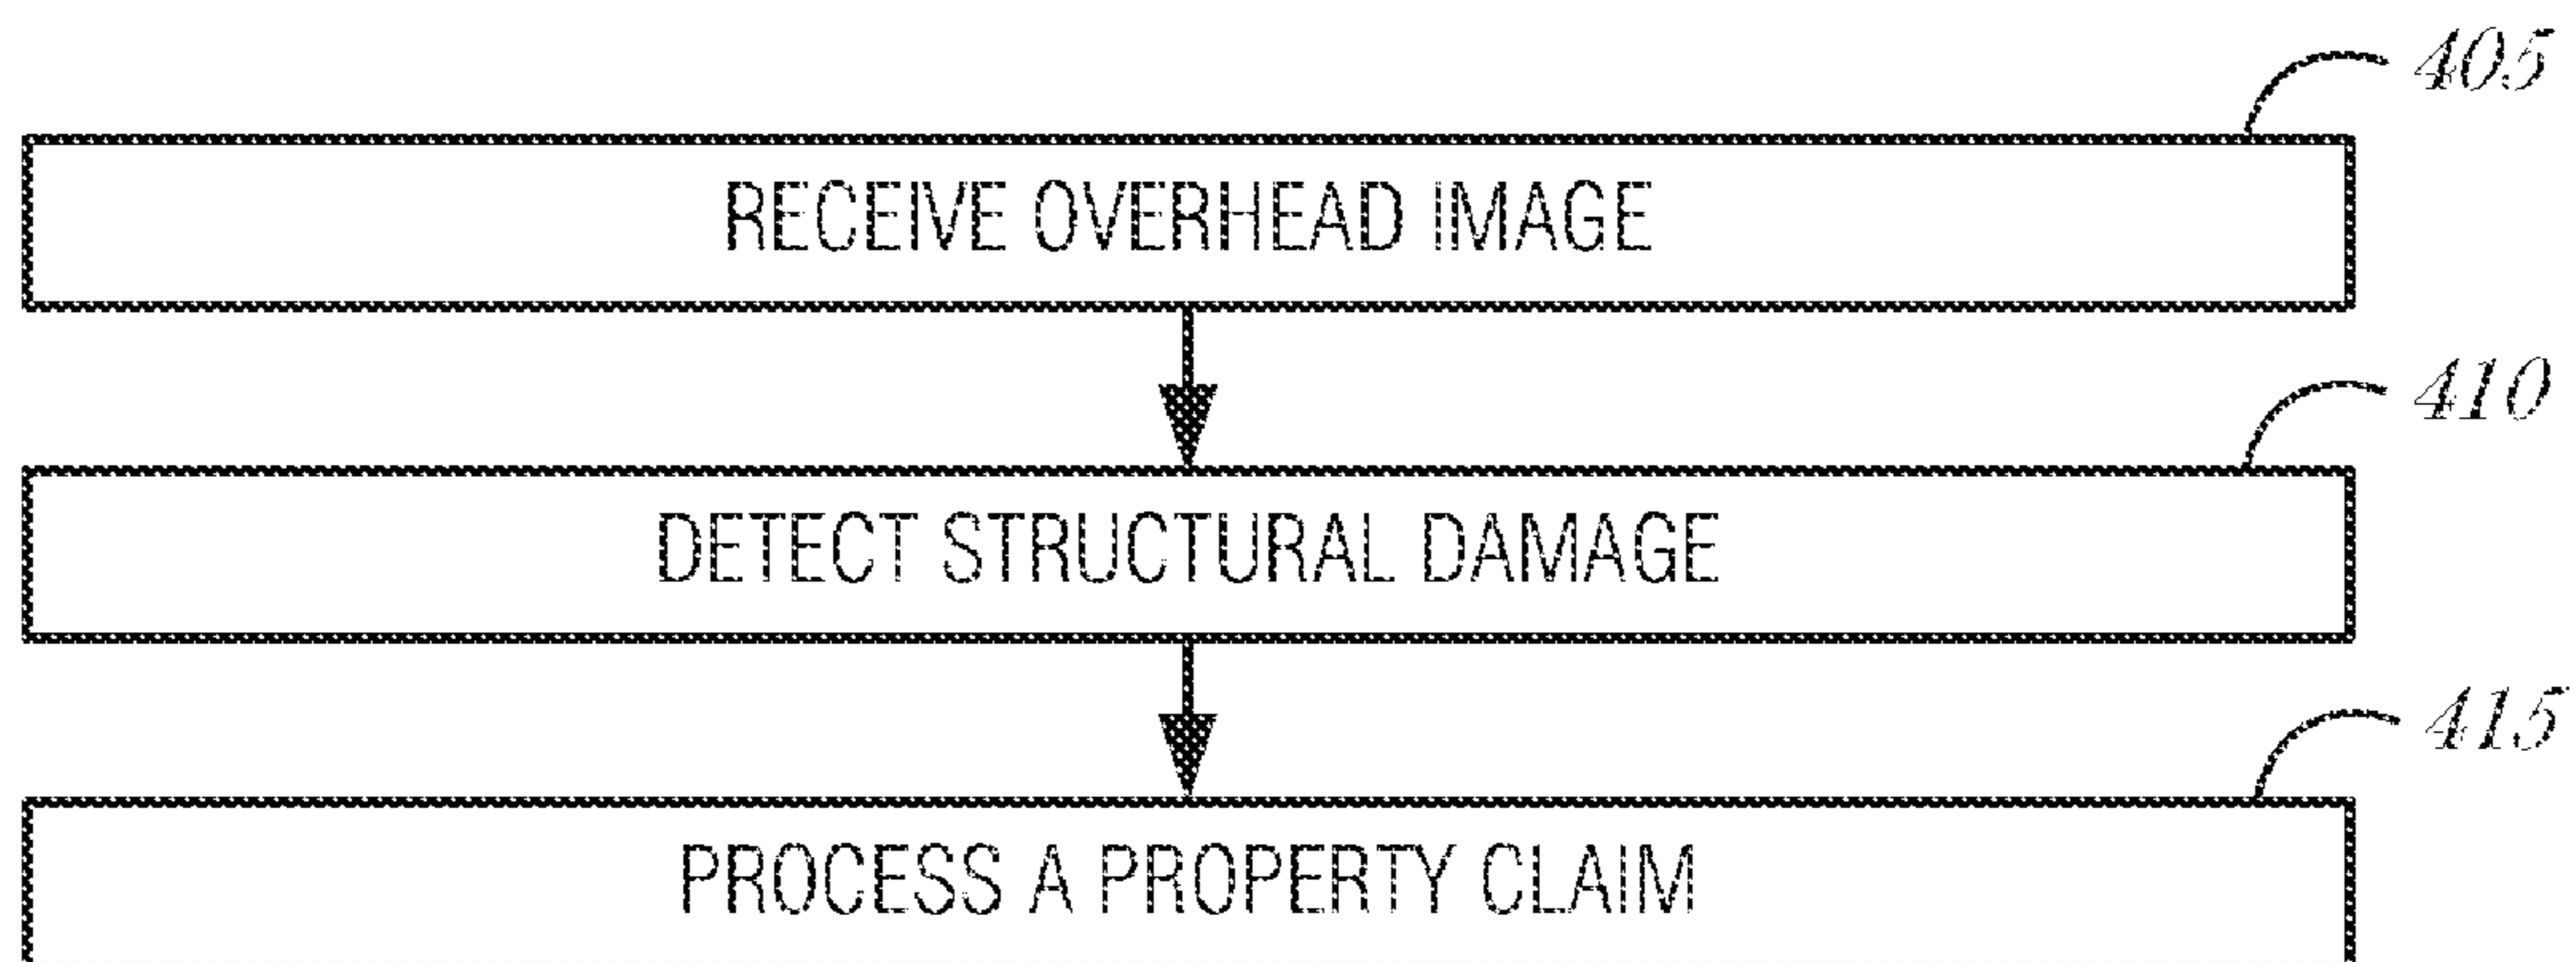 405
RECEIVE OVERHEAD IMAGE
410
DETECT STRUCTURAL DAMAGE
415
PROCESS A PROPERTY CLAIM